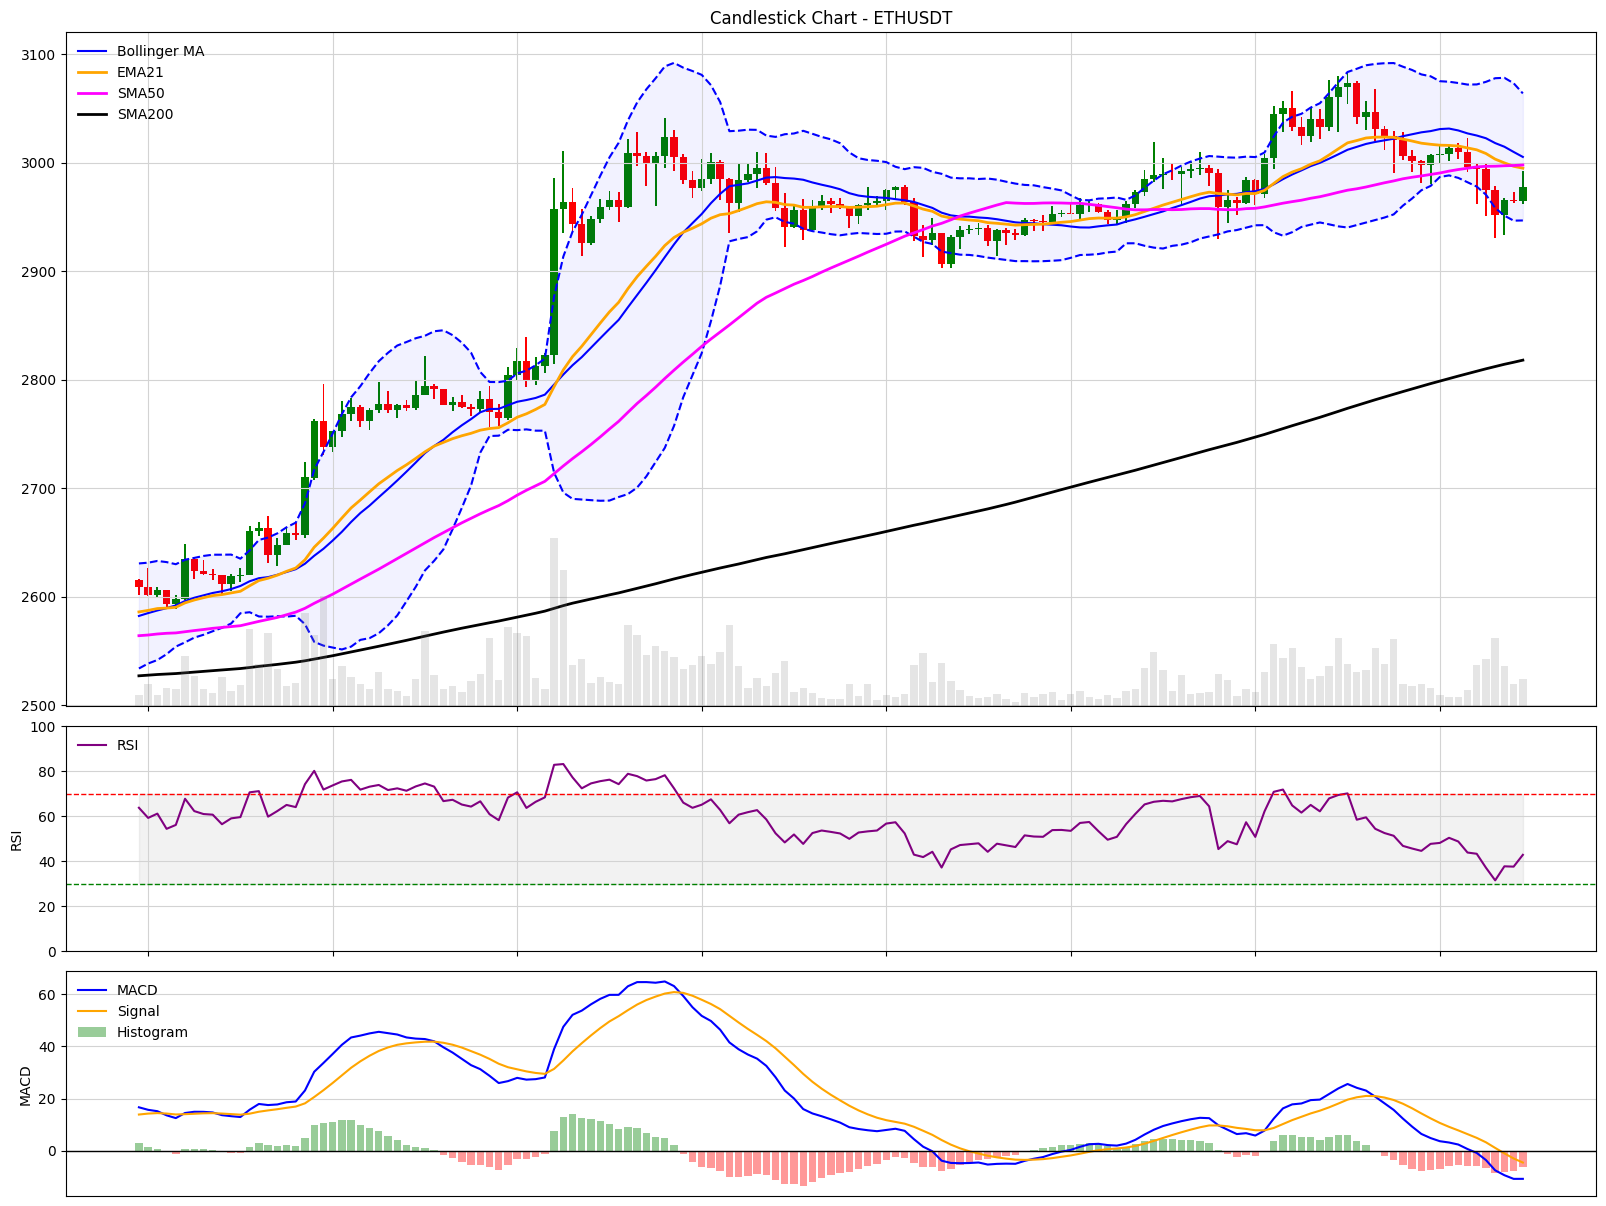 Candlestick Chart - ETHUSDT
Bollinger MA
EMA21
SMA50
SMA200
3100
3000
2900
2800
2700
2600
2500
RSI
100
80
60
40
20
0
RSI
MACD
Signal
Histogram
60
40
20
0
MACD